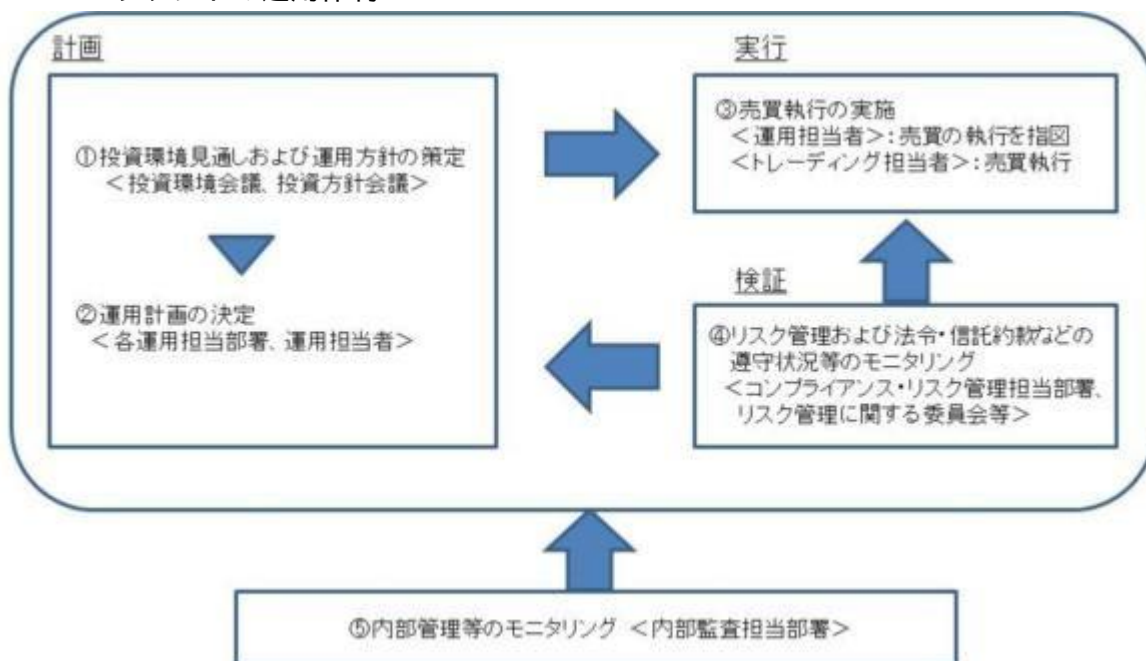 計画
①投資環境見通しおよび運用方針の策定
<投資環境会議、投資方針会議>
②運用計画の決定
<各運用担当部署、運用担当者>
実行
③売買執行の実施
<運用担当者>:売買の執行を指図
<トレーディング担当者>:売買執行
検証
④リスク管理および法令・信託約款などの
遵守状況等のモニタリング
<コンプライアンス・リスク管理担当部署、
リスク管理に関する委員会等>
⑤内部管理等のモニタリング <内部監査担当部署>